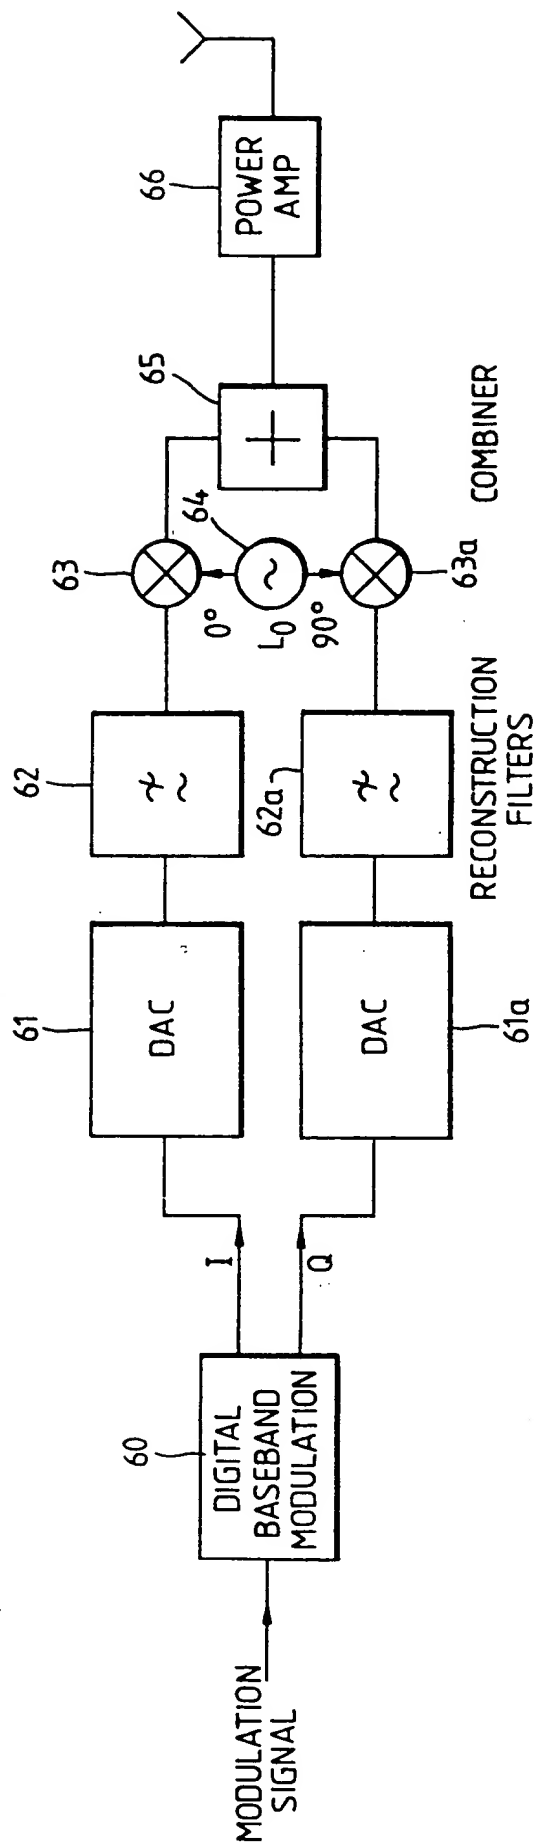 MODULATION
SIGNAL
60
DIGITAL
BASEBAND
MODULATION
I
Q
61
DAC
61a
DAC
62
62a
RECONSTRUCTION
FILTERS
63
0°
64
LO
90°
63a
65
COMBINER
66
POWER
AMP